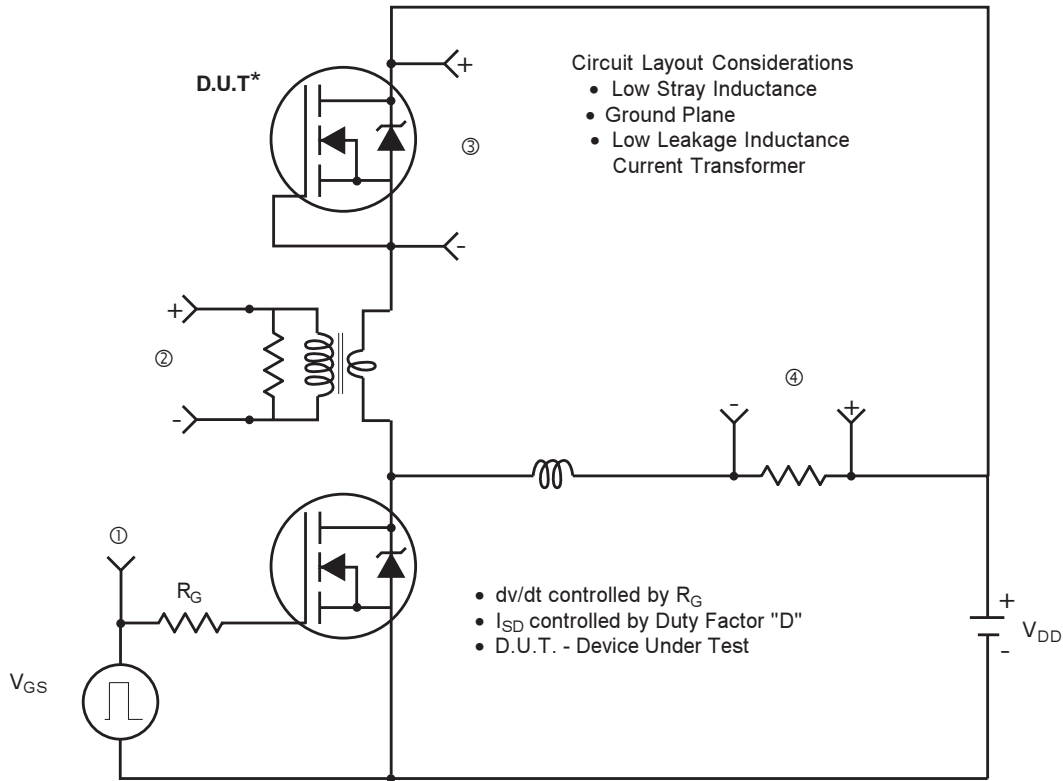 D.U.T*
+
-
③
Circuit Layout Considerations
• Low Stray Inductance
• Ground Plane
• Low Leakage Inductance
Current Transformer
+
②
-
④
-
+
①
R_G
V_GS
• dv/dt controlled by R_G
• I_SD controlled by Duty Factor "D"
• D.U.T. - Device Under Test
+
V_DD
-